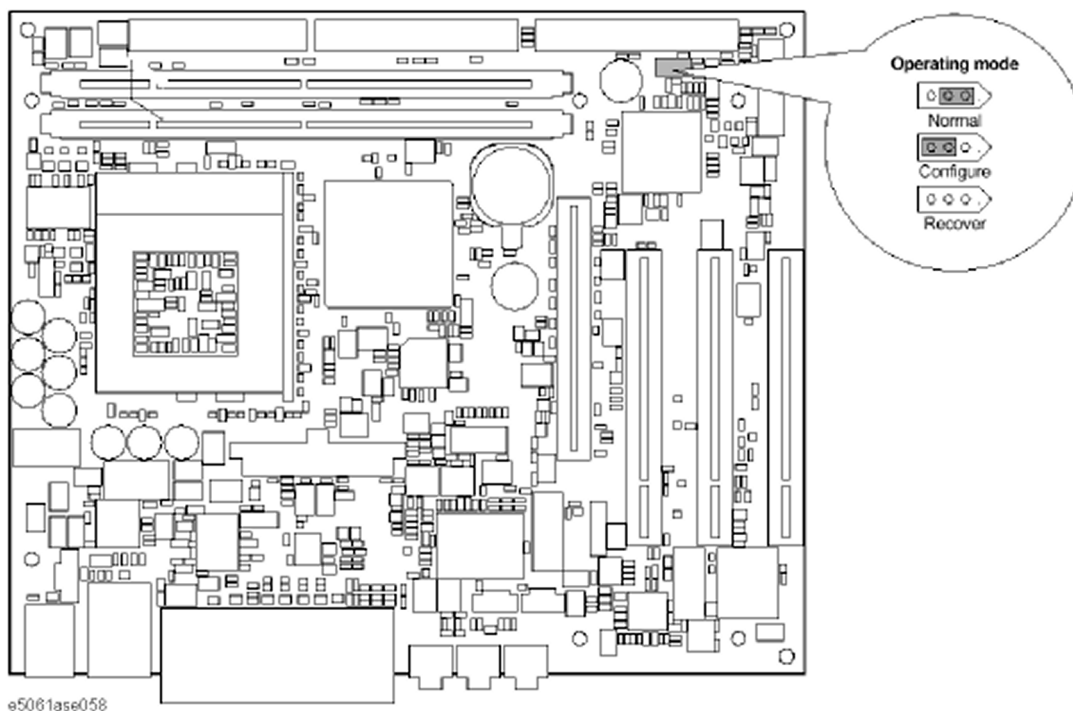 Operating mode
Normal
Configure
Recover
e5061ase058